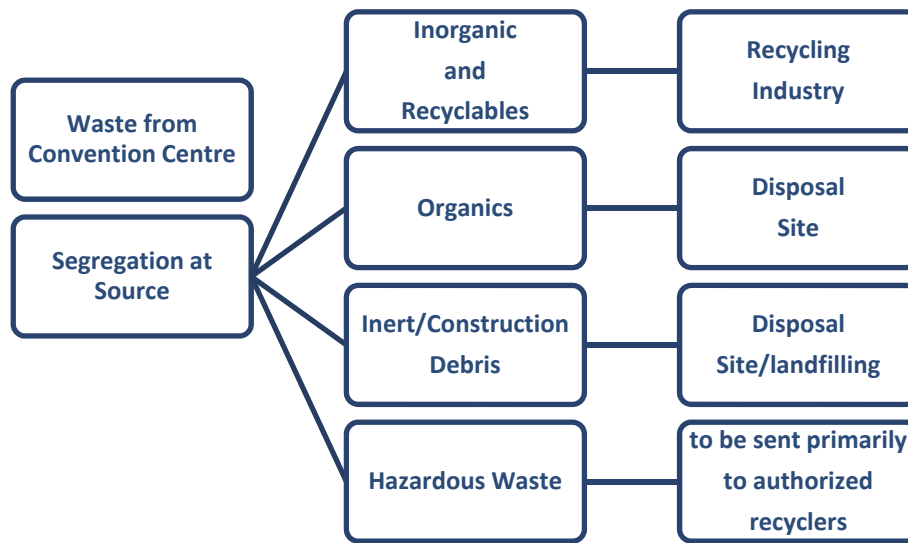 Waste from
Convention Centre
Segregation at
Source
Inorganic
and
Recyclables
Recycling
Industry
Organics
Disposal
Site
Inert/Construction
Debris
Disposal
Site/landfilling
Hazardous Waste
to be sent primarily
to authorized
recyclers